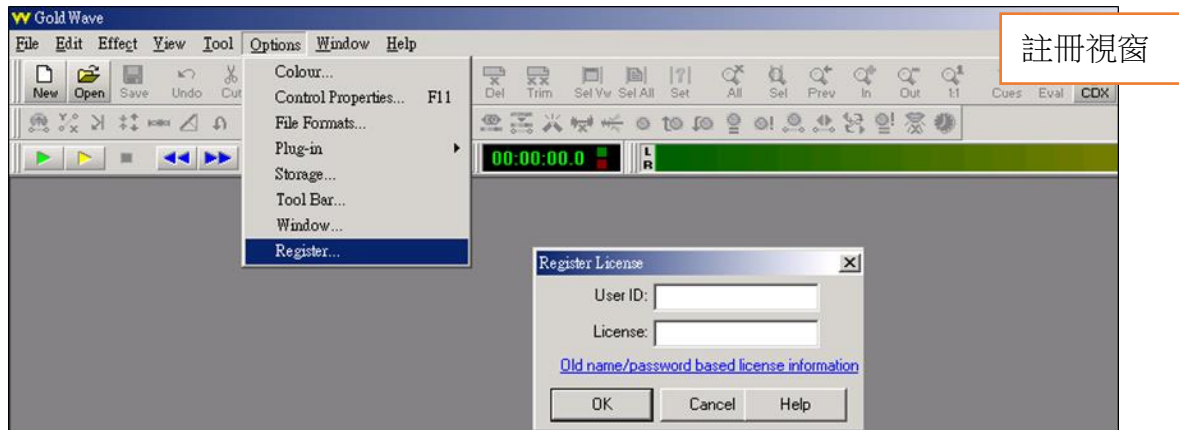 Gold Wave
註冊視窗
File Edit Effect View Tool Options Window Help
New Open Save Undo Cut Del Trim Sel Vw Sel All Set All Sel Prev In Out 1:1 Cues Eval CDX
Colour...
Control Properties... F11
File Formats...
Plug-in
Storage...
Tool Bar...
Window...
Register...
00:00:00.0
L
R
Register License
User ID:
License:
Old name/password based license information
OK Cancel Help